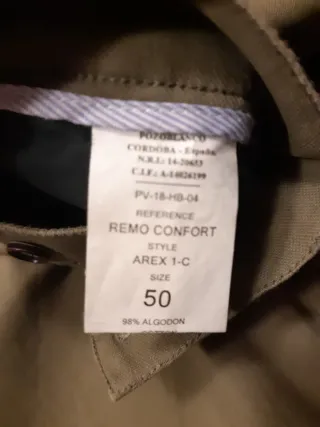 POZOBLANCO
CORDOBA - España
N.R.I.: 14-20653
C.I.F.: A-14026199
PV-18-HB-04
REFERENCE
REMO CONFORT
STYLE
AREX 1-C
SIZE
50
98% ALGODON
COTTON